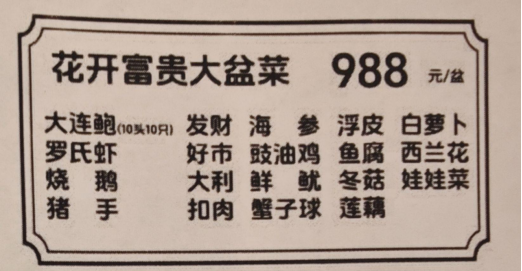 花开富贵大盆菜 988 元/盆
大连鲍(10头10只) 发财 海参 浮皮 白萝卜
罗氏虾 好市 豉油鸡 鱼腐 西兰花
烧鹅 大利 鲜鱿 冬菇 娃娃菜
猪手 扣肉 蟹子球 莲藕